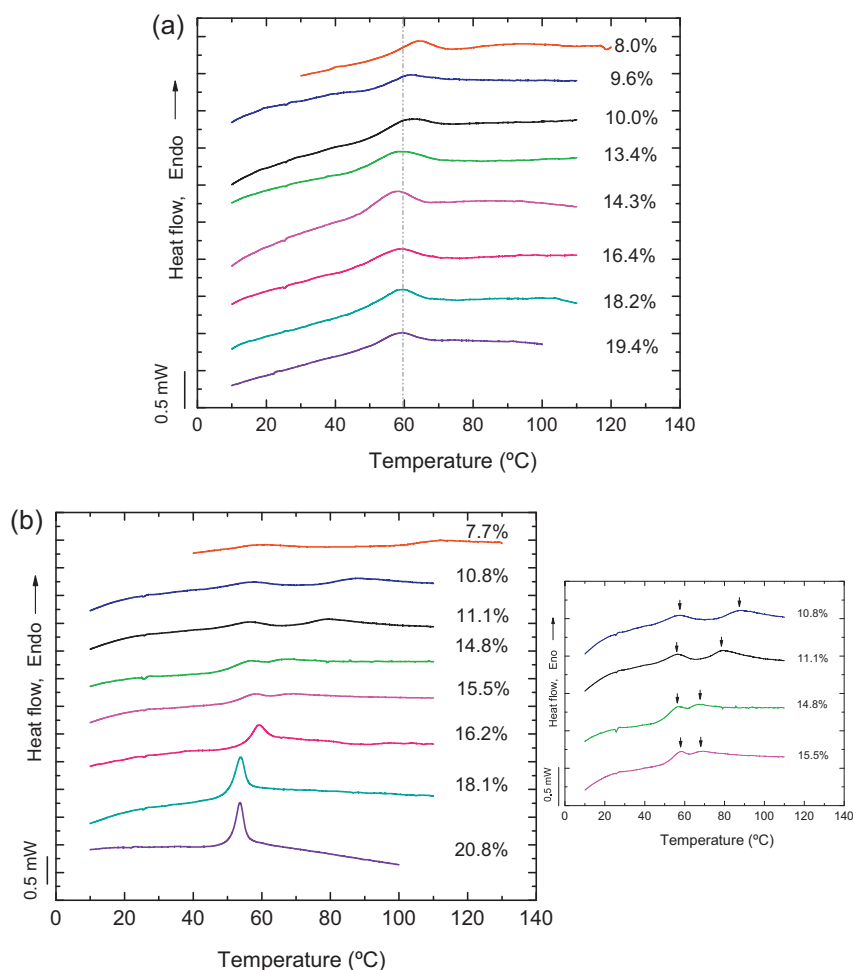 (a)
8.0%
9.6%
10.0%
13.4%
14.3%
16.4%
18.2%
19.4%
Heat flow, Endo
0.5 mW
0 20 40 60 80 100 120 140
Temperature (ºC)
(b)
7.7%
10.8%
11.1%
14.8%
15.5%
16.2%
18.1%
20.8%
Heat flow, Endo
0.5 mW
0 20 40 60 80 100 120 140
Temperature (ºC)
10.8%
11.1%
14.8%
15.5%
Heat flow, Eno
0.5 mW
0 20 40 60 80 100 120 140
Temperature (ºC)